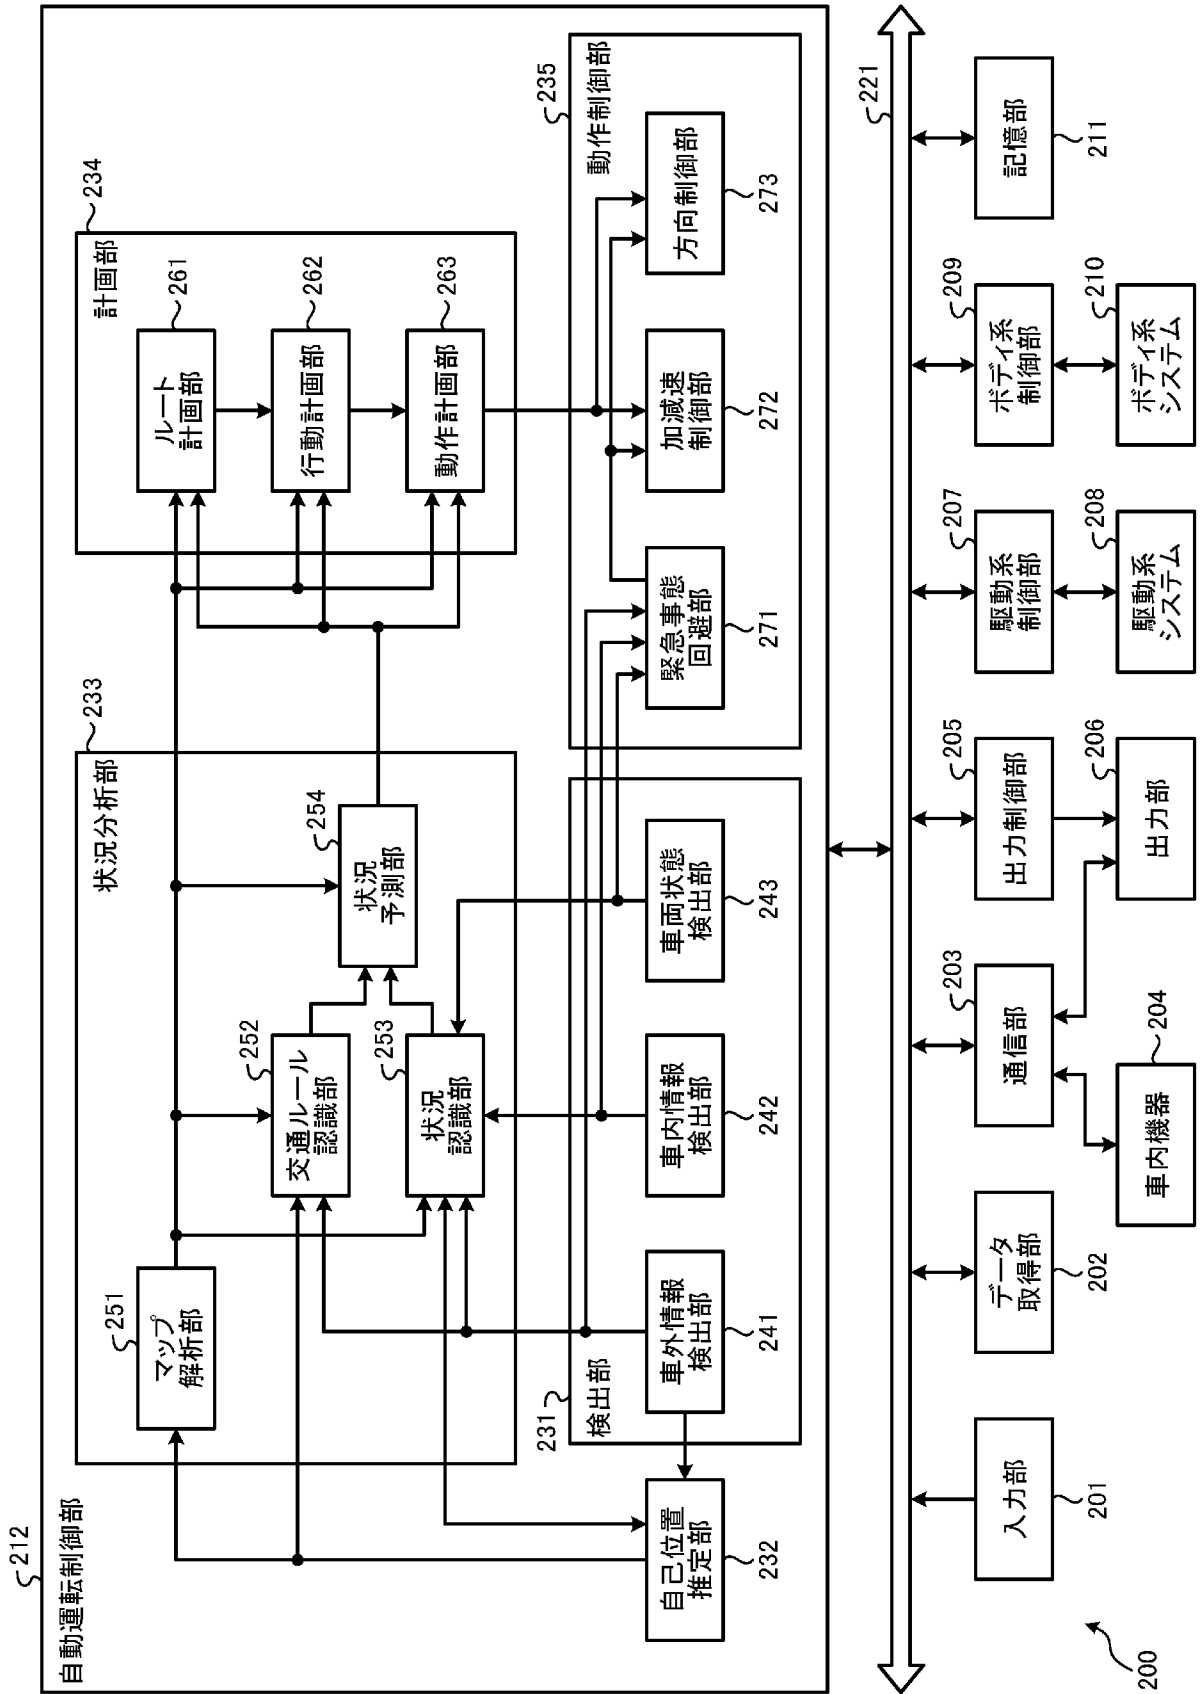 212
自動運転制御部
233
状況分析部
251
マップ
解析部
252
交通ルール
認識部
253
状況
認識部
254
状況
予測部
234
計画部
261
ルート
計画部
262
行動計画部
263
動作計画部
232
自己位置
推定部
231
検出部
241
車外情報
検出部
242
車内情報
検出部
243
車両状態
検出部
235
動作制御部
271
緊急事態
回避部
272
加減速
制御部
273
方向制御部
221
200
201
入力部
202
データ
取得部
203
通信部
204
車内機器
205
出力制御部
206
出力部
207
駆動系
制御部
208
駆動系
システム
209
ボディ系
制御部
210
ボディ系
システム
211
記憶部